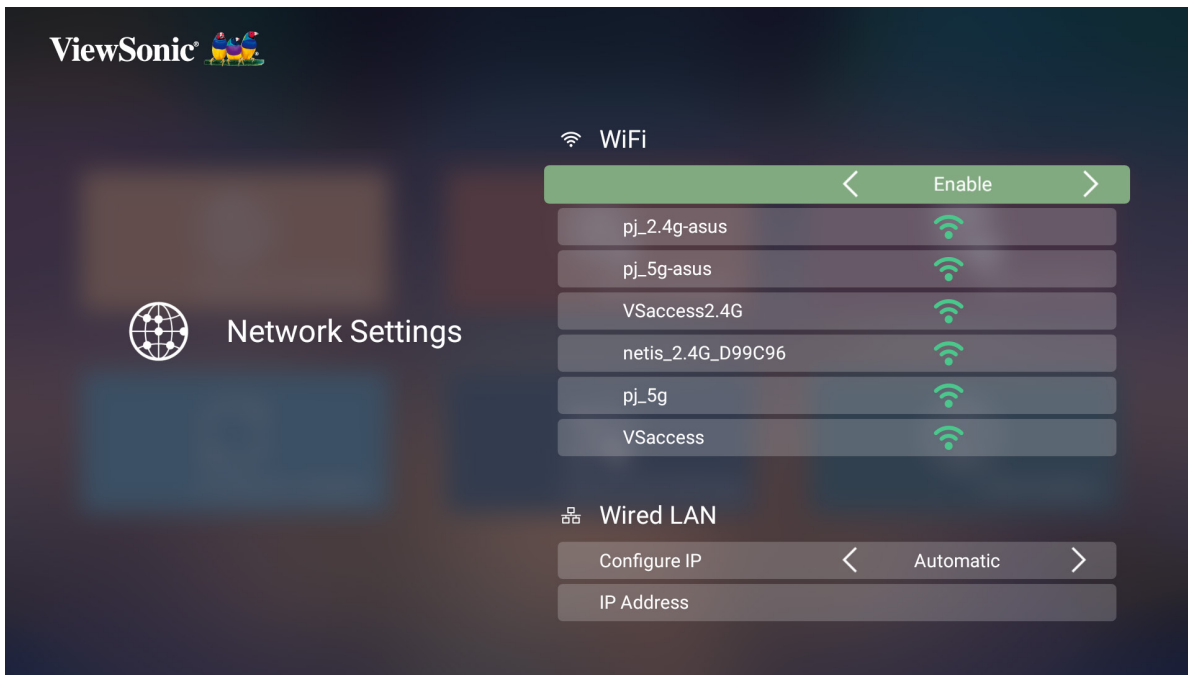 ViewSonic®
WiFi
Enable
pj_2.4g-asus
pj_5g-asus
VSaccess2.4G
Network Settings
netis_2.4G_D99C96
pj_5g
VSaccess
Wired LAN
Configure IP Automatic
IP Address